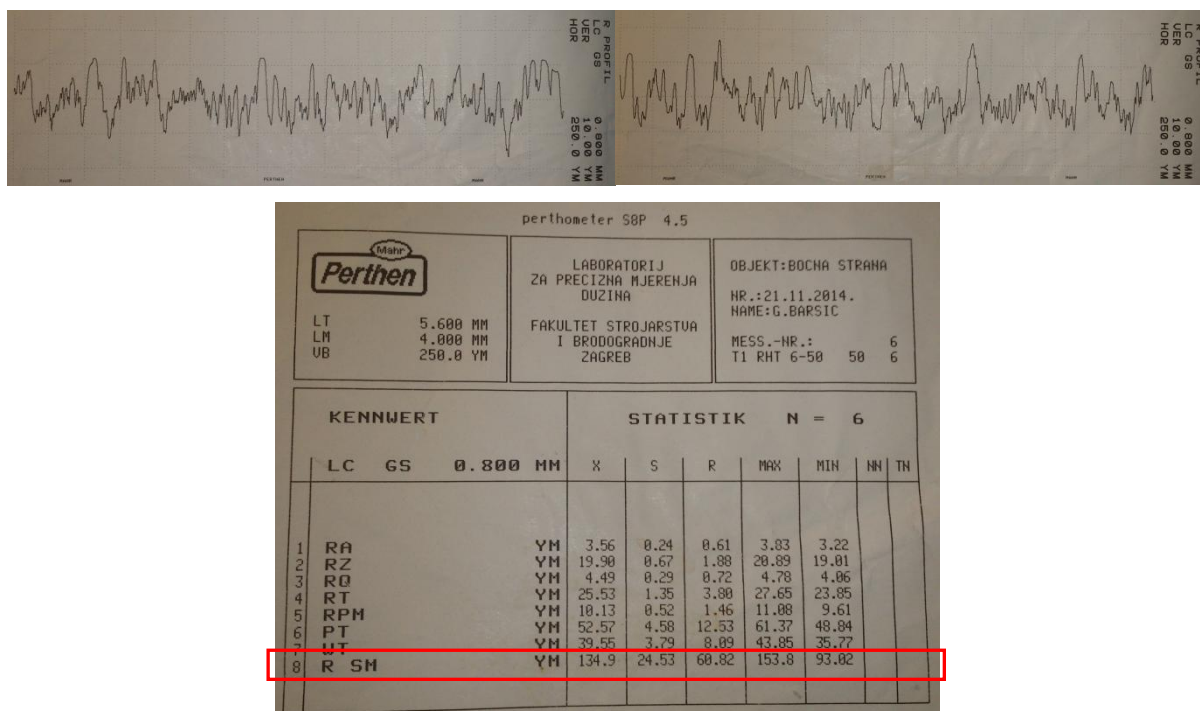 R PROFIL
LC GS 0.800 MM
VER 10.00 YM
HOR 250.0 YM
PERTHEN
R PROFIL
LC GS 0.800 MM
VER 10.00 YM
HOR 250.0 YM
PERTHEN
perthometer S8P 4.5
Mahr
Perthen
LT 5.600 MM
LM 4.000 MM
VB 250.0 YM
LABORATORIJ
ZA PRECIZNA MJERENJA
DUZINA
FAKULTET STROJARSTVA
I BRODOGRADNJE
ZAGREB
OBJEKT:BOCNA STRANA
NR.:21.11.2014.
NAME:G.BARSIC
MESS.-NR.: 6
T1 RHT 6-50 50 6
KENNWERT STATISTIK N = 6
LC GS 0.800 MM X S R MAX MIN NN TN
1 RA YM 3.56 0.24 0.61 3.83 3.22
2 RZ YM 19.90 0.67 1.88 20.89 19.01
3 RQ YM 4.49 0.29 0.72 4.78 4.06
4 RT YM 25.53 1.35 3.80 27.65 23.85
5 RPM YM 10.13 0.52 1.46 11.08 9.61
6 PT YM 52.57 4.58 12.53 61.37 48.84
7 WT YM 39.55 3.79 8.09 43.85 35.77
8 R SM YM 134.9 24.53 60.82 153.8 93.02